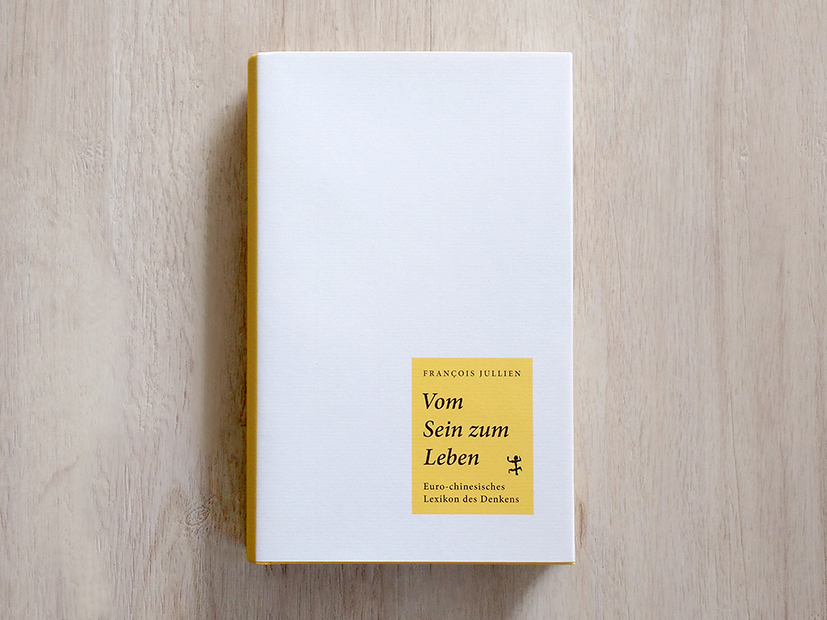 FRANÇOIS JULLIEN
Vom
Sein zum
Leben
Euro-chinesisches
Lexikon des Denkens